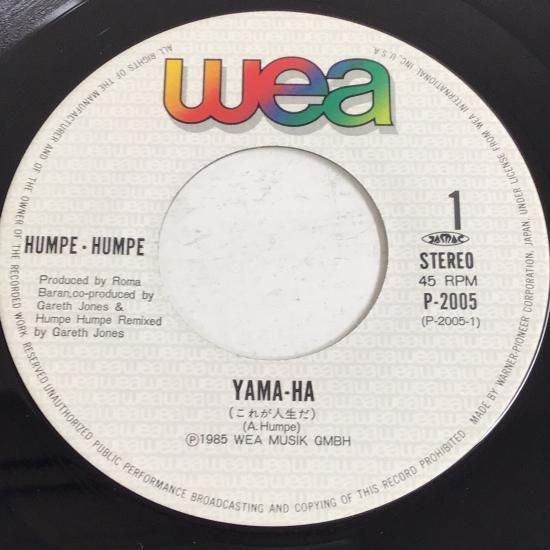 wea
1
JASRAC
STEREO
45 RPM
P-2005
(P-2005-1)
HUMPE・HUMPE
Produced by Roma
Baran,co-produced by
Gareth Jones &
Humpe Humpe Remixed
by Gareth Jones
YAMA-HA
(これが人生だ)
(A.Humpe)
Ⓟ1985 WEA MUSIK GMBH
ALL RIGHTS OF THE MANUFACTURER AND OF THE OWNER OF THE RECORDED WORK RESERVED UNAUTHORIZED PUBLIC PERFORMANCE BROADCASTING AND COPYING OF THIS RECORD PROHIBITED
MADE BY WARNER-PIONEER CORPORATION, JAPAN, UNDER LICENSE FROM WEA INTERNATIONAL INC. U.S.A